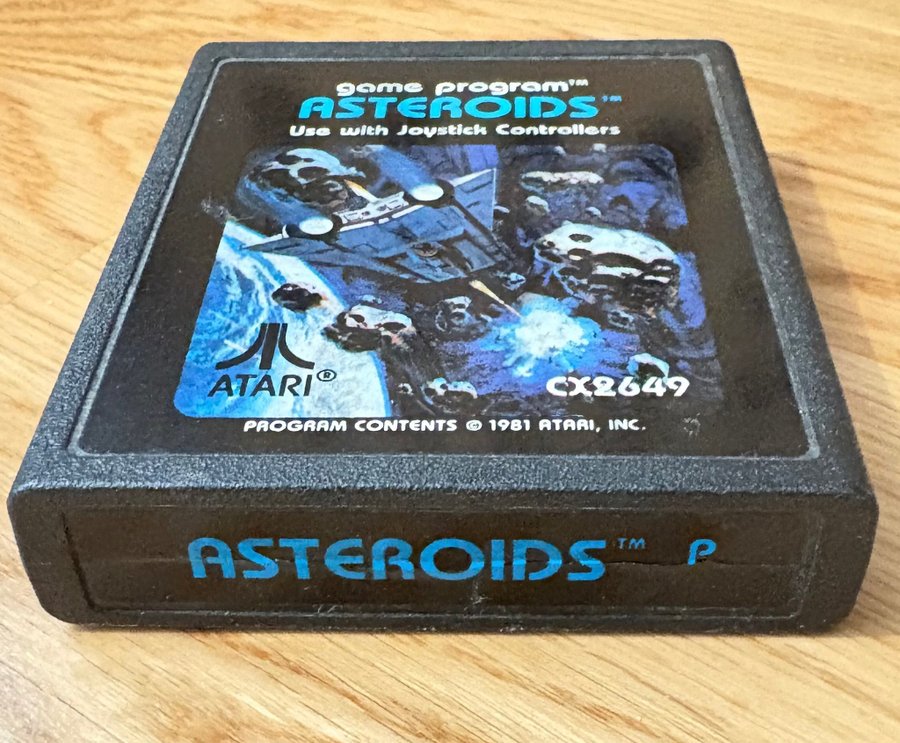 game program™
ASTEROIDS™
Use with Joystick Controllers
ATARI®
CX2649
PROGRAM CONTENTS © 1981 ATARI, INC.
ASTEROIDS™ P